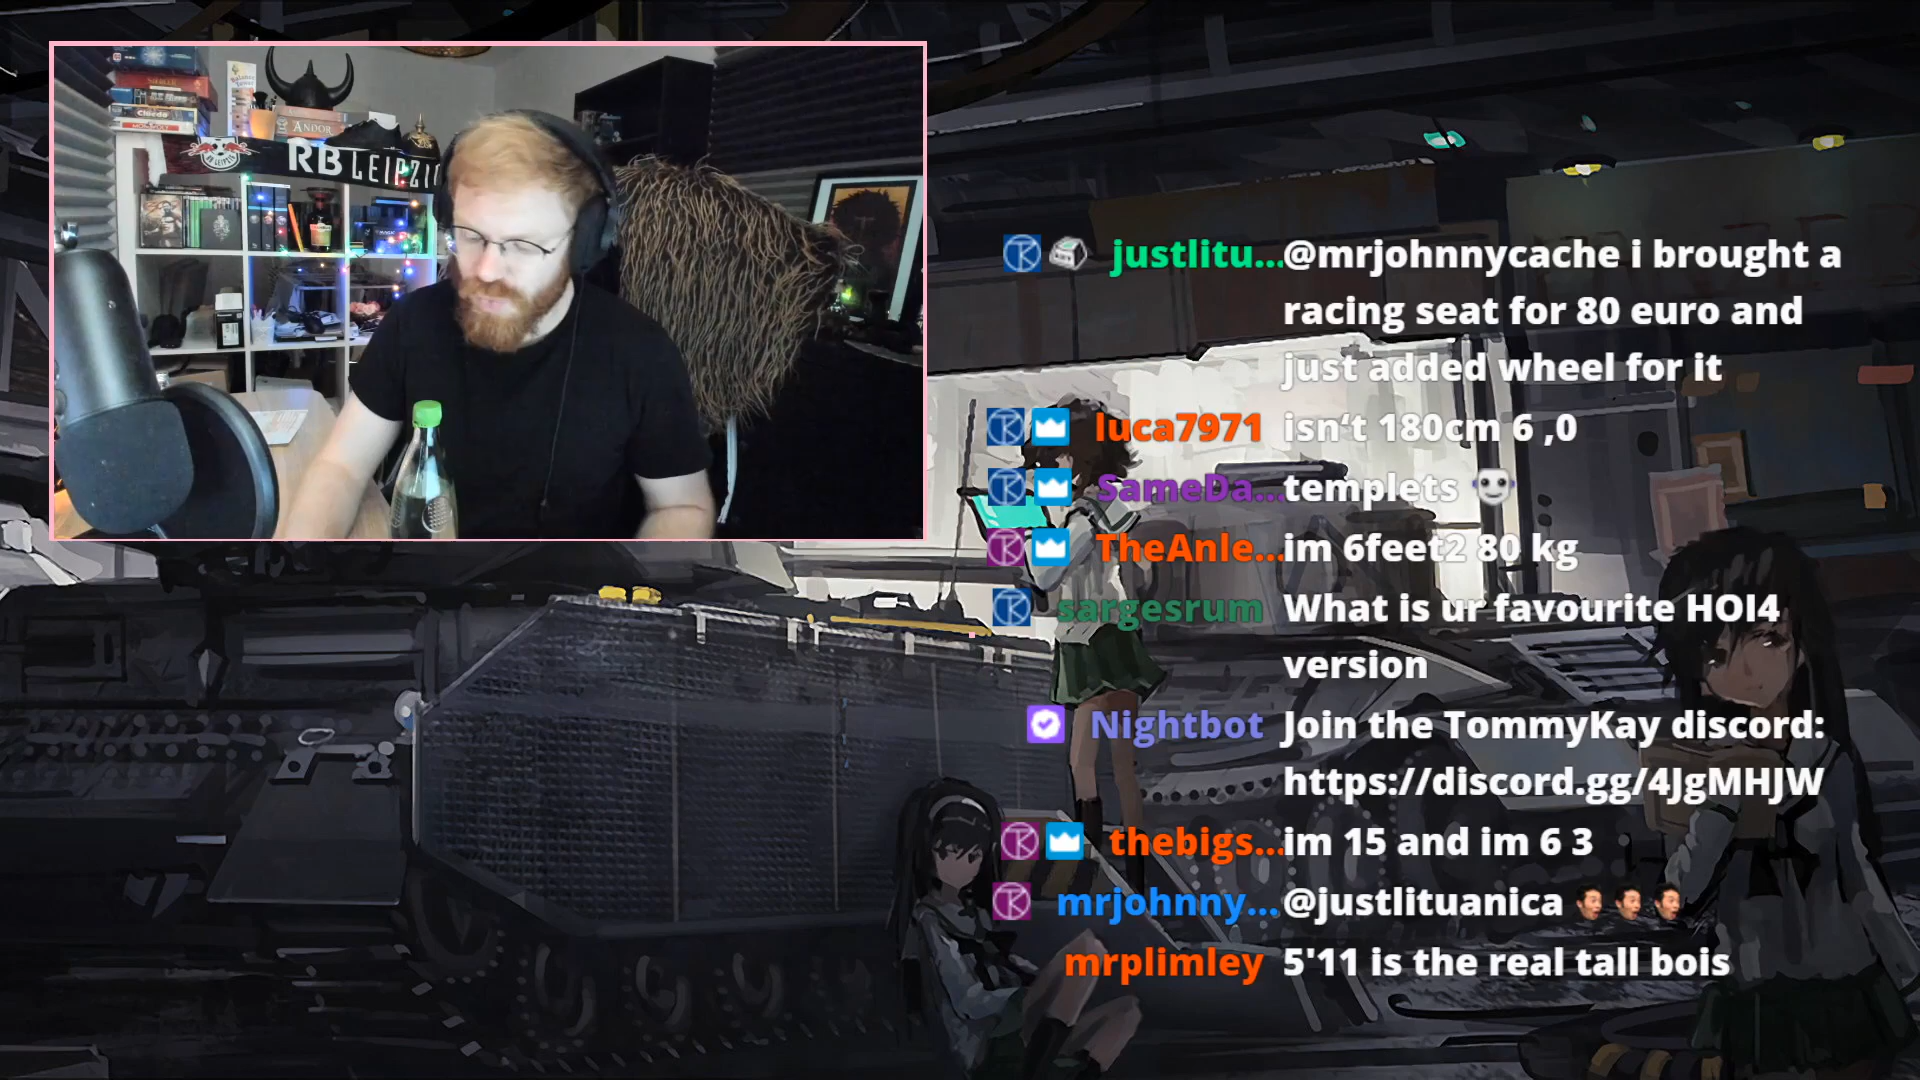 Cluedo
MONOPOLY
ANDOR
RB LEIPZIG
justlitu... @mrjohnnycache i brought a
racing seat for 80 euro and
just added wheel for it
luca7971 isn‘t 180cm 6 ,0
SameDa... templets
TheAnle... im 6feet2 80 kg
sargesrum What is ur favourite HOI4
version
Nightbot Join the TommyKay discord:
https://discord.gg/4JgMHJW
thebigs... im 15 and im 6 3
mrjohnny... @justlituanica
mrplimley 5'11 is the real tall bois